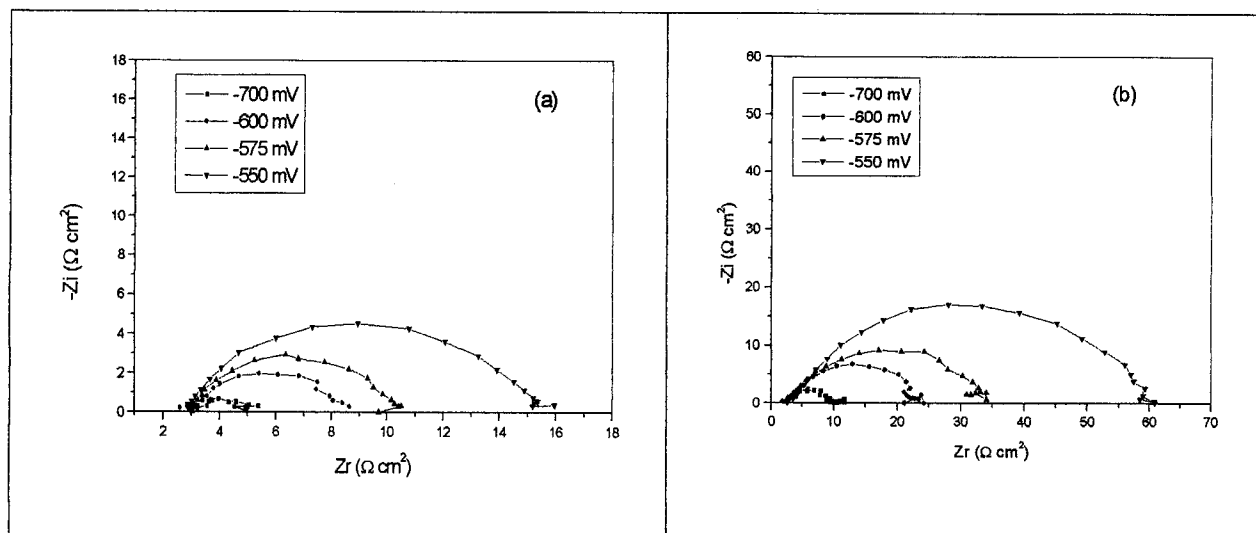 18
16
14
12
10
8
6
4
2
0
-Zi (Ω cm²)
-700 mV
-600 mV
-575 mV
-550 mV
(a)
2 4 6 8 10 12 14 16 18
Zr (Ω cm²)
60
50
40
30
20
10
0
-Zi (Ω cm²)
-700 mV
-600 mV
-575 mV
-550 mV
(b)
0 10 20 30 40 50 60 70
Zr (Ω cm²)